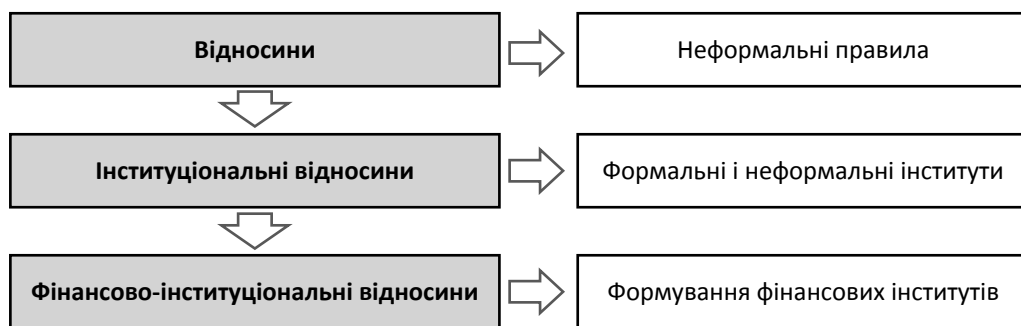 Відносини
Неформальні правила
Інституціональні відносини
Формальні і неформальні інститути
Фінансово-інституціональні відносини
Формування фінансових інститутів